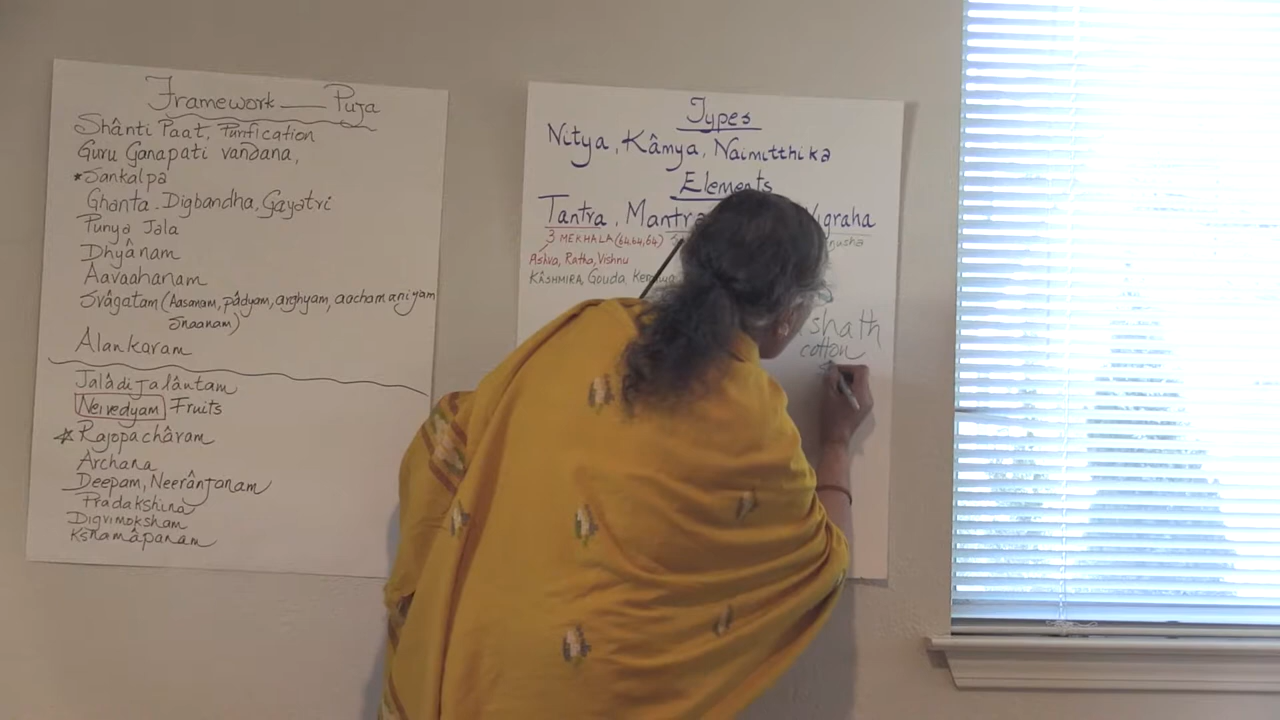 Framework — Puja
Shânti Paat, Purification
Guru Ganapati vandana,
*Sankalpa
Ghanta. Digbandha, Gayatri
Punya Jala
Dhyânam
Aavaahanam
Svâgatam (Aasanam, pâdyam, arghyam, aachamaniyam
Snaanam)
Alankaram
Jalâdi Jalântam
Neivedyam Fruits
☆ Rajopachâram
Archana
Deepam, Neerânjanam
Pradakshina
Digvimoksham
Kshamâpanam
Types
Nitya, Kâmya, Naimitthika
Elements
Tantra, Mantra Vigraha
3 MEKHALA (64,64,64)
Ashva, Ratha, Vishnu
KÂSHMIRA, Gouda
cotton